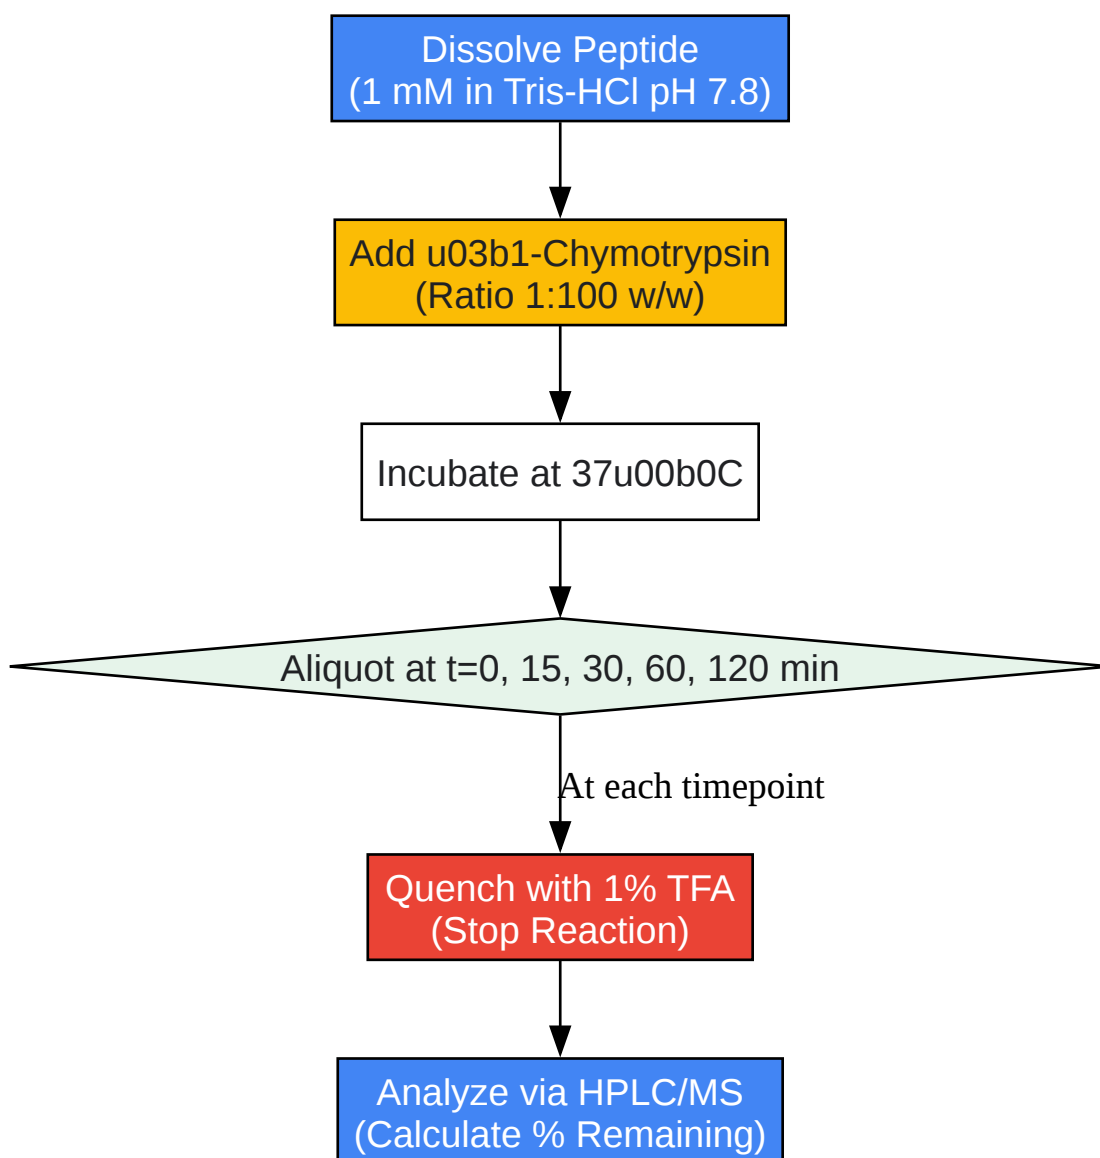 Dissolve Peptide
(1 mM in Tris-HCl pH 7.8)
Add u03b1-Chymotrypsin
(Ratio 1:100 w/w)
Incubate at 37u00b0C
Aliquot at t=0, 15, 30, 60, 120 min
At each timepoint
Quench with 1% TFA
(Stop Reaction)
Analyze via HPLC/MS
(Calculate % Remaining)